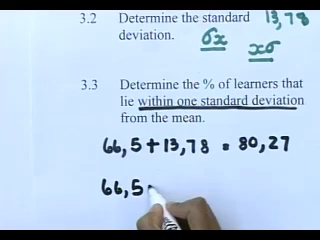 3.2 Determine the standard deviation. 13,78
σx xσ
3.3 Determine the % of learners that
lie within one standard deviation
from the mean.
66,5 + 13,78 = 80,27
66,5